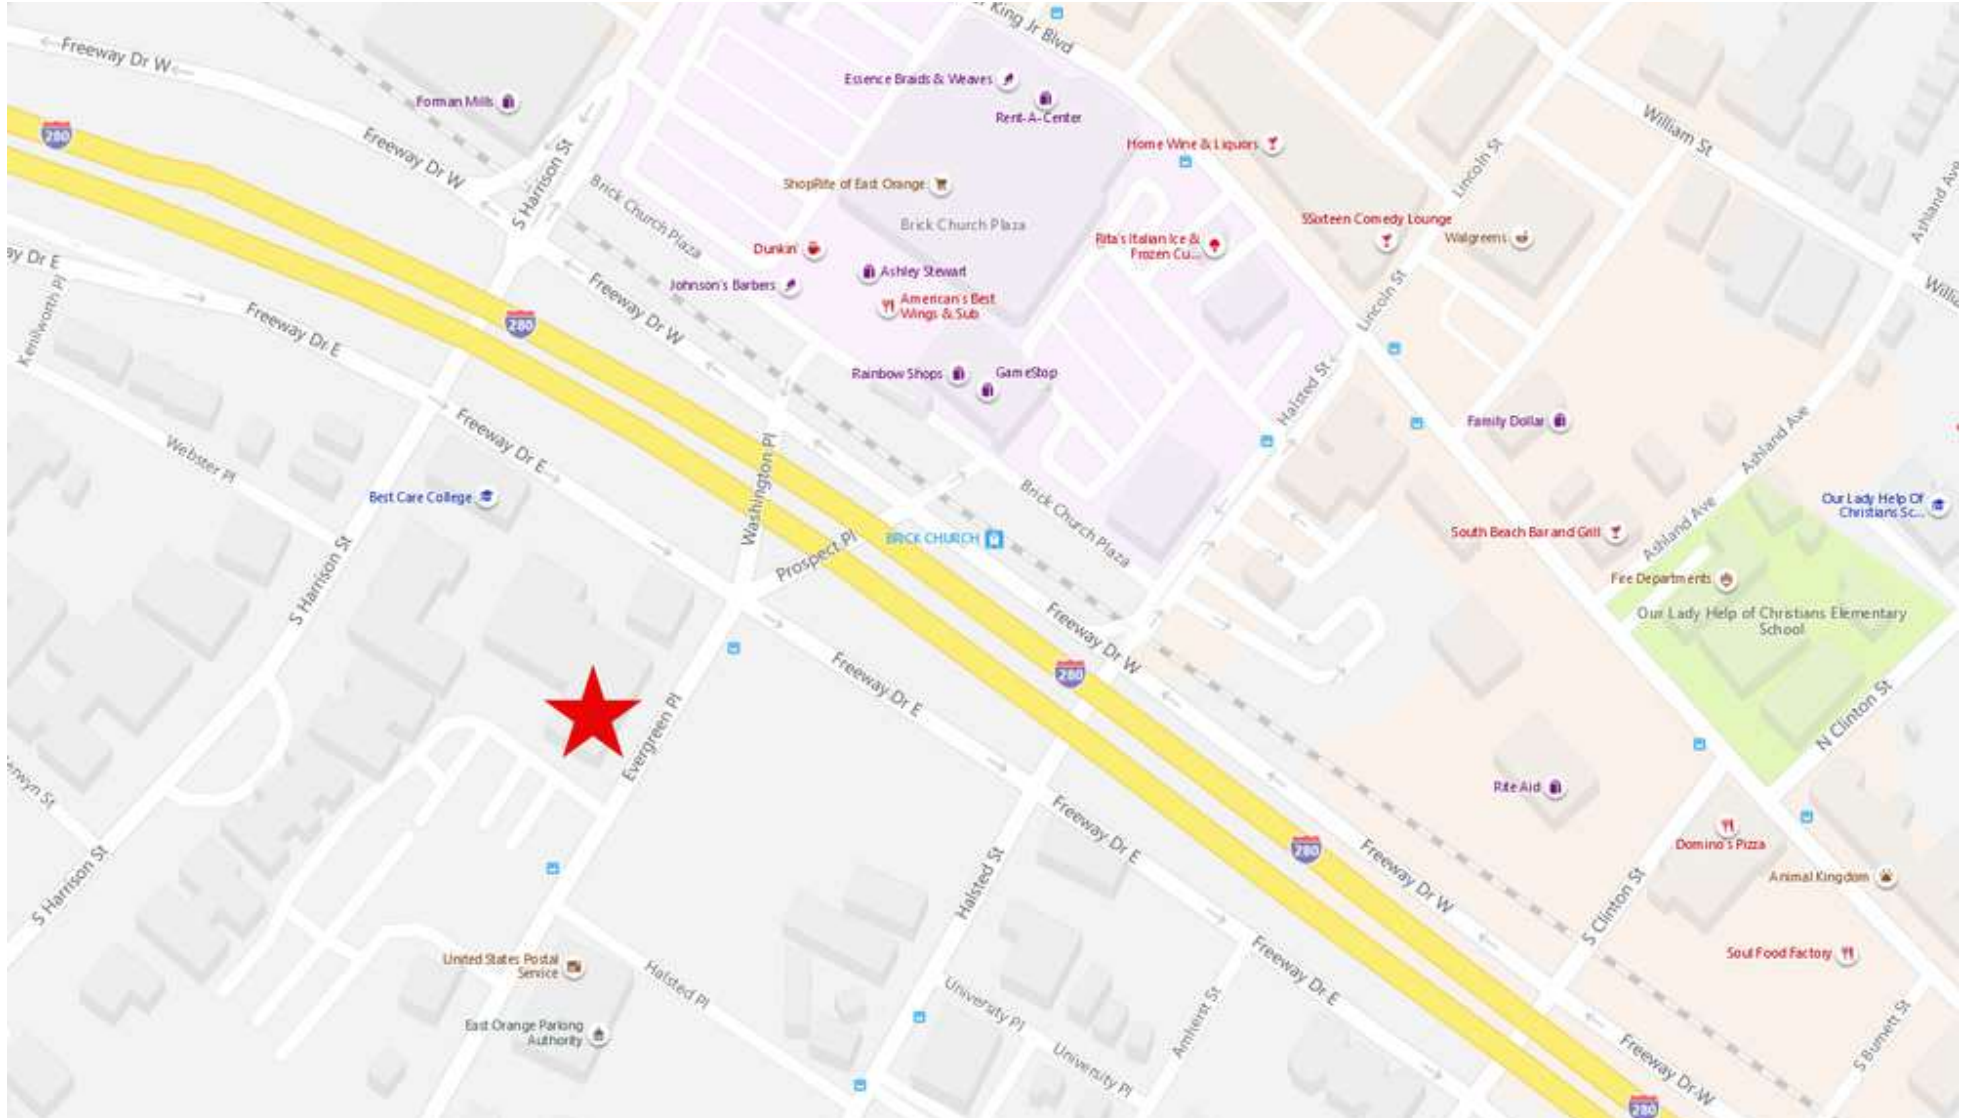 r King Jr Blvd
Freeway Dr W
280
Forman Mills
Essence Braids & Weaves
Rent-A-Center
William St
Freeway Dr W
S Harrison St
Home Wine & Liquors
Lincoln St
Ashland Ave
ShopRite of East Orange
Brick Church Plaza
Brick Church Plaza
Dunkin'
Rita's Italian Ice &
Frozen Cu...
SSixteen Comedy Lounge
Walgreens
ay Dr E
Kenilworth Pl
Ashley Stewart
Johnson's Barbers
American's Best
Wings & Sub
Freeway Dr W
Lincoln St
Willia
Freeway Dr E
280
Rainbow Shops
GameStop
Halsted St
Family Dollar
Ashland Ave
Webster Pl
Freeway Dr E
Best Care College
Washington Pl
Brick Church Plaza
Ashland Ave
Our Lady Help Of
Christians Sc...
South Beach Bar and Grill
BRICK CHURCH
Prospect Pl
S Harrison St
Fire Departments
Our Lady Help of Christians Elementary
School
Freeway Dr W
280
Freeway Dr E
Evergreen Pl
N Clinton St
erwyn St
Rite Aid
Freeway Dr E
Domino's Pizza
280
Freeway Dr W
Animal Kingdom
S Harrison St
Halsted St
S Clinton St
United States Postal
Service
Halsted Pl
Freeway Dr E
Soul Food Factory
University Pl
Amherst St
East Orange Parking
Authority
University Pl
S Burnett St
Freeway Dr W
280